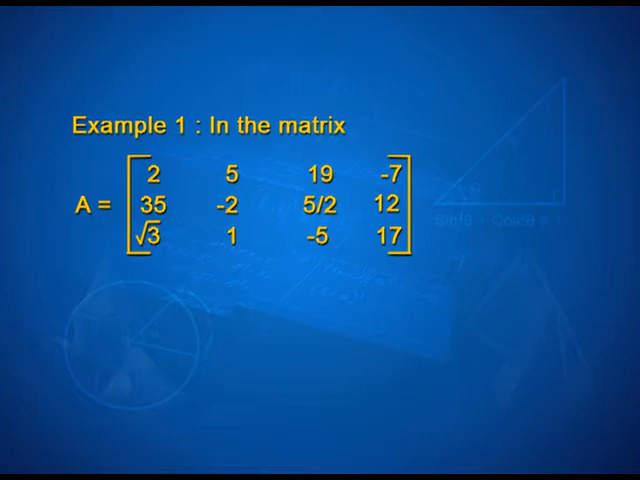 Example 1 : In the matrix
2 5 19 -7
A = 35 -2 5/2 12
√3 1 -5 17